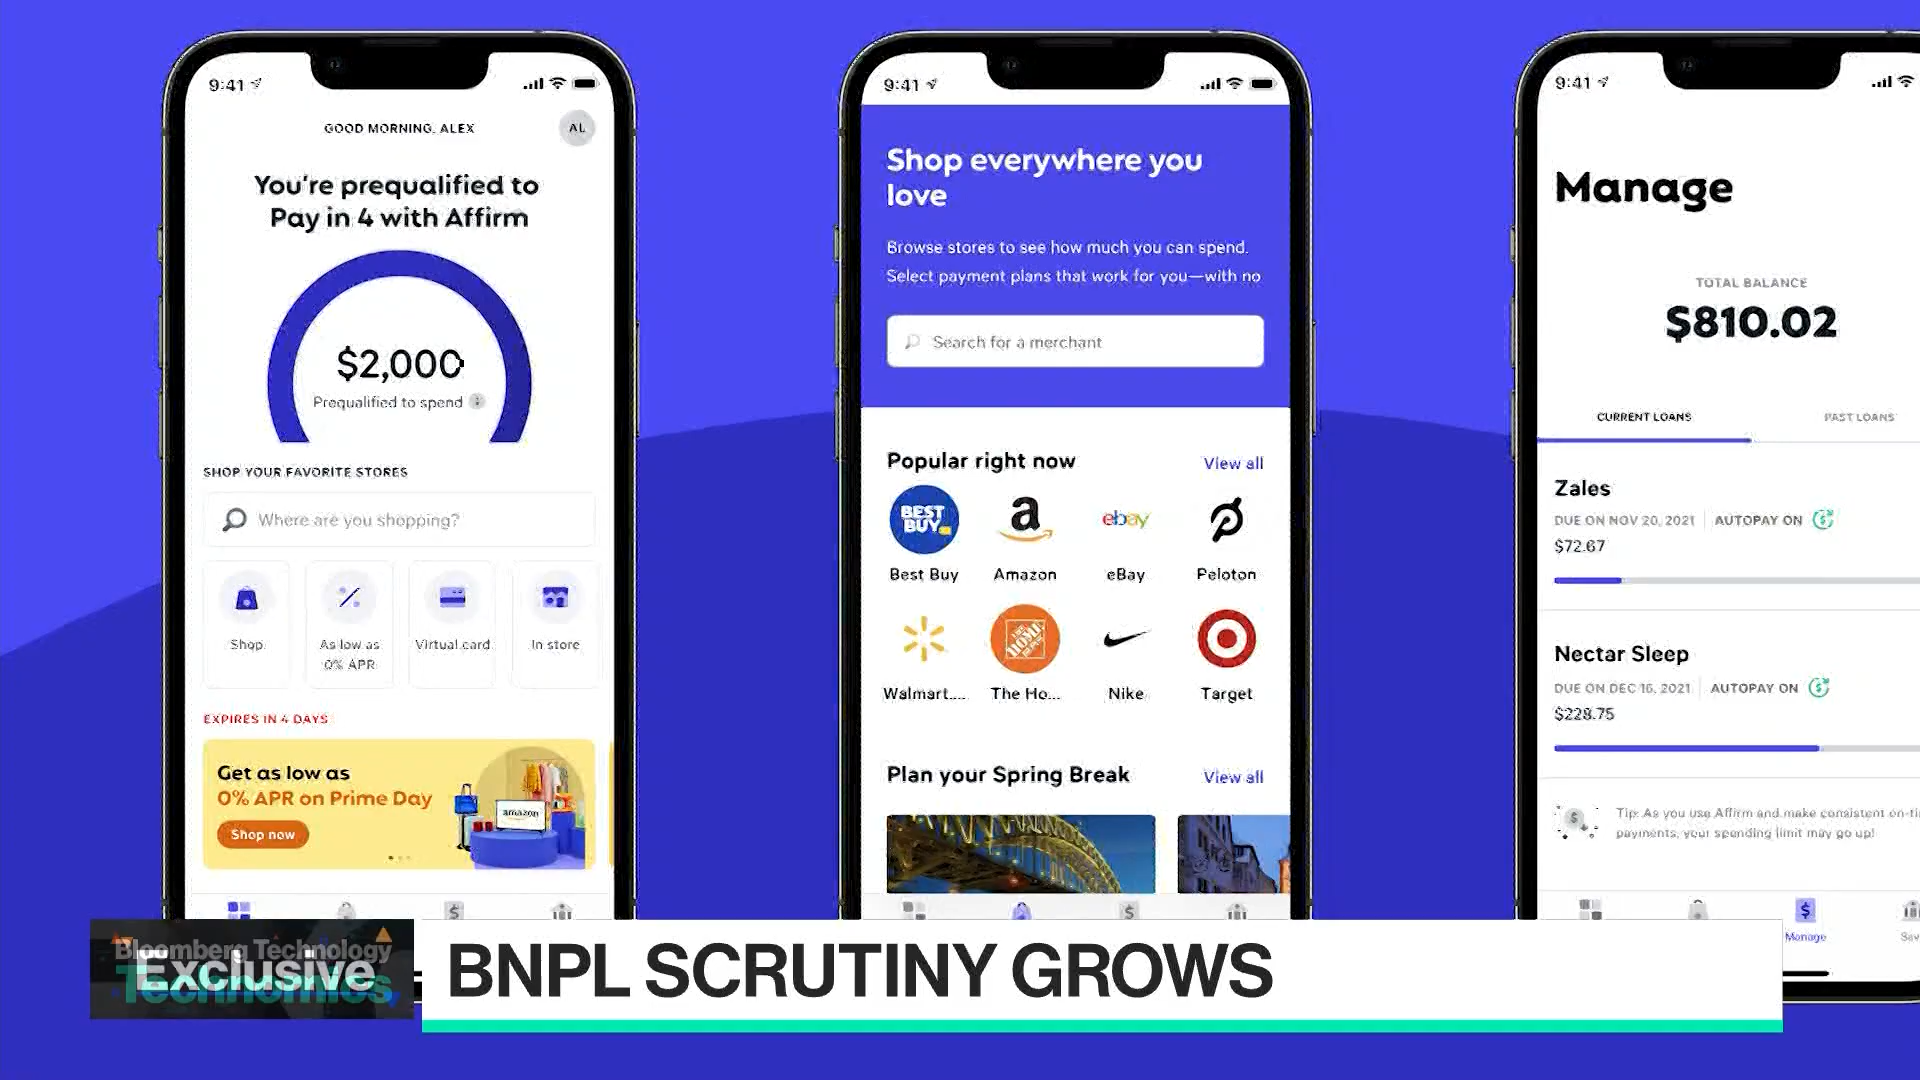 9:41
GOOD MORNING, ALEX
AL
You're prequalified to
Pay in 4 with Affirm
$2,000
Prequalified to spend
SHOP YOUR FAVORITE STORES
Where are you shopping?
Shop
As low as
0% APR
Virtual card
In store
EXPIRES IN 4 DAYS
Get as low as
0% APR on Prime Day
Shop now
amazon
9:41
Shop everywhere you
love
Browse stores to see how much you can spend.
Select payment plans that work for you—with no
Search for a merchant
Popular right now
View all
BEST
BUY
a
ebay
Best Buy
Amazon
eBay
Peloton
THE
HOME
DEPOT
Walmart....
The Ho...
Nike
Target
Plan your Spring Break
View all
9:41
Manage
TOTAL BALANCE
$810.02
CURRENT LOANS
PAST LOANS
Zales
DUE ON NOV 20, 2021 | AUTOPAY ON
$72.67
Nectar Sleep
DUE ON DEC 16, 2021 | AUTOPAY ON
$228.75
Tip: As you use Affirm and make consistent on-ti
payments, your spending limit may go up!
Manage
Sav
Bloomberg Technology
Exclusive
Technomics
BNPL SCRUTINY GROWS